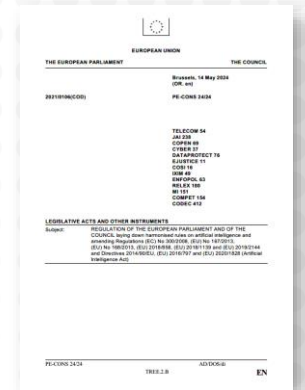 EUROPEAN UNION
THE EUROPEAN PARLIAMENT THE COUNCIL
Brussels, 14 May 2024
(OR. en)
2021/0106(COD) PE-CONS 24/24
TELECOM 54
JAI 238
COPEN 69
CYBER 37
DATAPROTECT 76
EJUSTICE 11
COSI 16
IXIM 49
ENFOPOL 63
RELEX 189
MI 151
COMPET 156
CODEC 412
LEGISLATIVE ACTS AND OTHER INSTRUMENTS
Subject: REGULATION OF THE EUROPEAN PARLIAMENT AND OF THE
COUNCIL laying down harmonised rules on artificial intelligence and
amending Regulations (EC) No 300/2008, (EU) No 167/2013,
(EU) No 168/2013, (EU) 2018/858, (EU) 2018/1139 and (EU) 2019/2144
and Directives 2014/90/EU, (EU) 2016/797 and (EU) 2020/1828 (Artificial
Intelligence Act)
PE-CONS 24/24
TREE.2.B EN